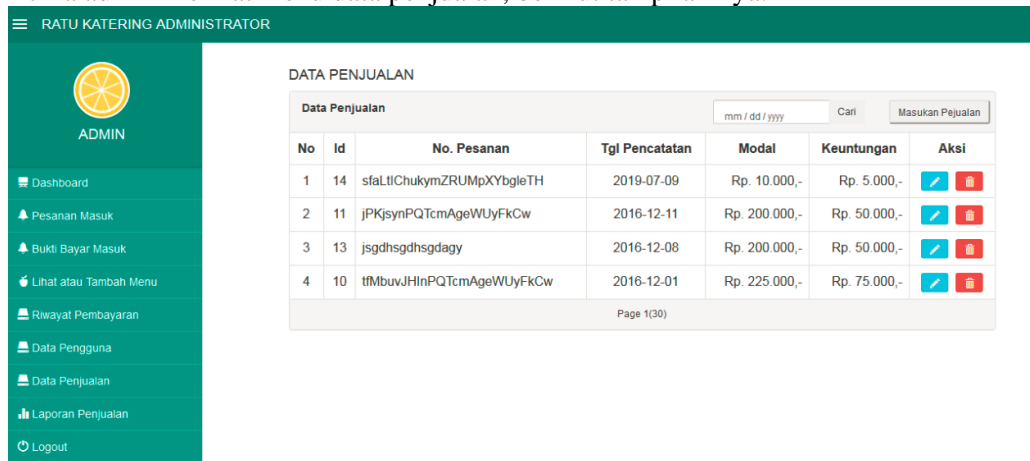 RATU KATERING ADMINISTRATOR
ADMIN
Dashboard
Pesanan Masuk
Bukti Bayar Masuk
Lihat atau Tambah Menu
Riwayat Pembayaran
Data Pengguna
Data Penjualan
Laporan Penjualan
Logout
DATA PENJUALAN
Data Penjualan mm / dd / yyyy Cari Masukan Pejualan
No Id No. Pesanan Tgl Pencatatan Modal Keuntungan Aksi
1 14 sfaLtIChukymZRUMpXYbgleTH 2019-07-09 Rp. 10.000,- Rp. 5.000,-
2 11 jPKjsynPQTcmAgeWUyFkCw 2016-12-11 Rp. 200.000,- Rp. 50.000,-
3 13 jsgdhsgdhsgdagy 2016-12-08 Rp. 200.000,- Rp. 50.000,-
4 10 tfMbuvJHlnPQTcmAgeWUyFkCw 2016-12-01 Rp. 225.000,- Rp. 75.000,-
Page 1(30)